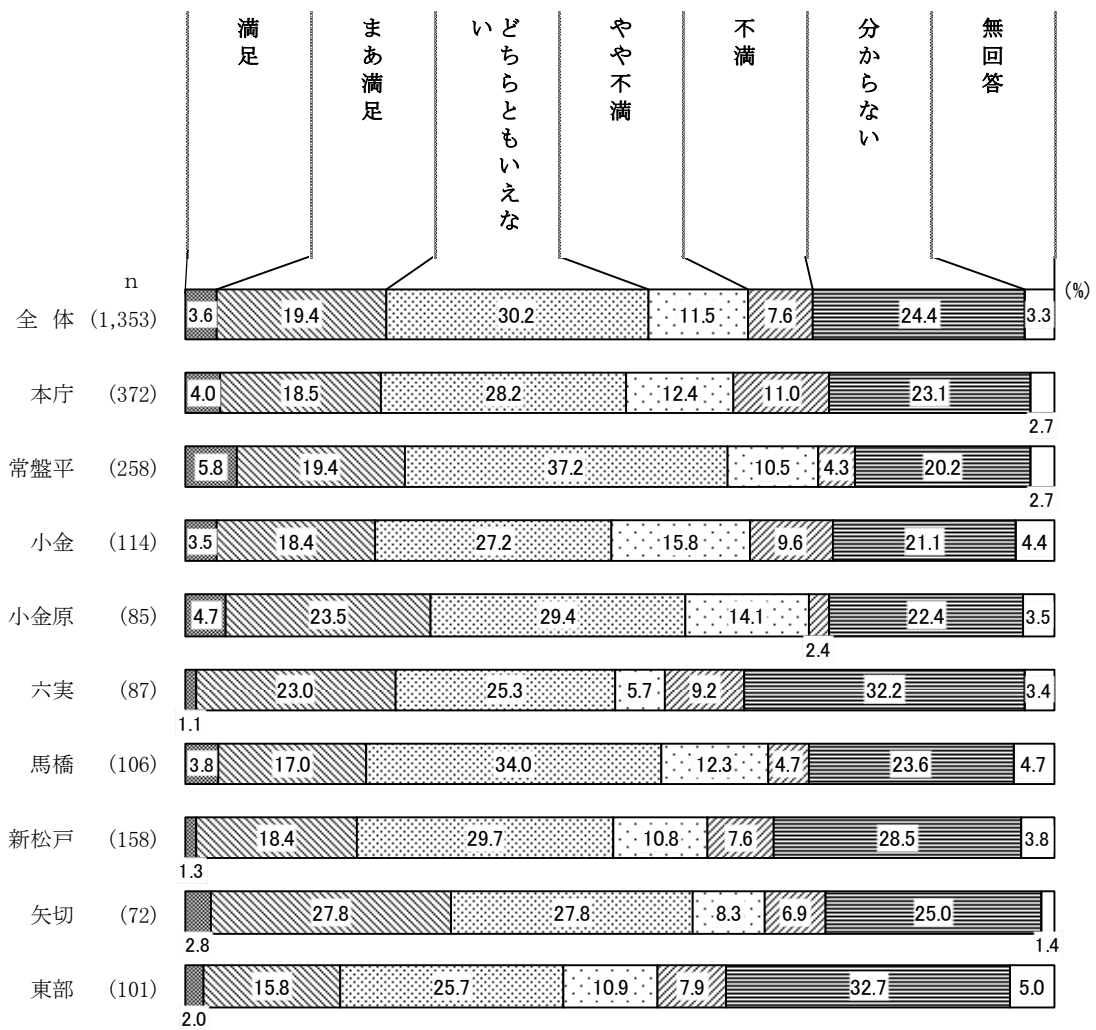 満足
まあ満足
どちらともいえな
い
やや不満
不満
分からない
無回答
n
(%)
全 体 (1,353) 3.6 19.4 30.2 11.5 7.6 24.4 3.3
本庁 (372) 4.0 18.5 28.2 12.4 11.0 23.1 2.7
常盤平 (258) 5.8 19.4 37.2 10.5 4.3 20.2 2.7
小金 (114) 3.5 18.4 27.2 15.8 9.6 21.1 4.4
小金原 (85) 4.7 23.5 29.4 14.1 2.4 22.4 3.5
六実 (87) 1.1 23.0 25.3 5.7 9.2 32.2 3.4
馬橋 (106) 3.8 17.0 34.0 12.3 4.7 23.6 4.7
新松戸 (158) 1.3 18.4 29.7 10.8 7.6 28.5 3.8
矢切 (72) 2.8 27.8 27.8 8.3 6.9 25.0 1.4
東部 (101) 2.0 15.8 25.7 10.9 7.9 32.7 5.0